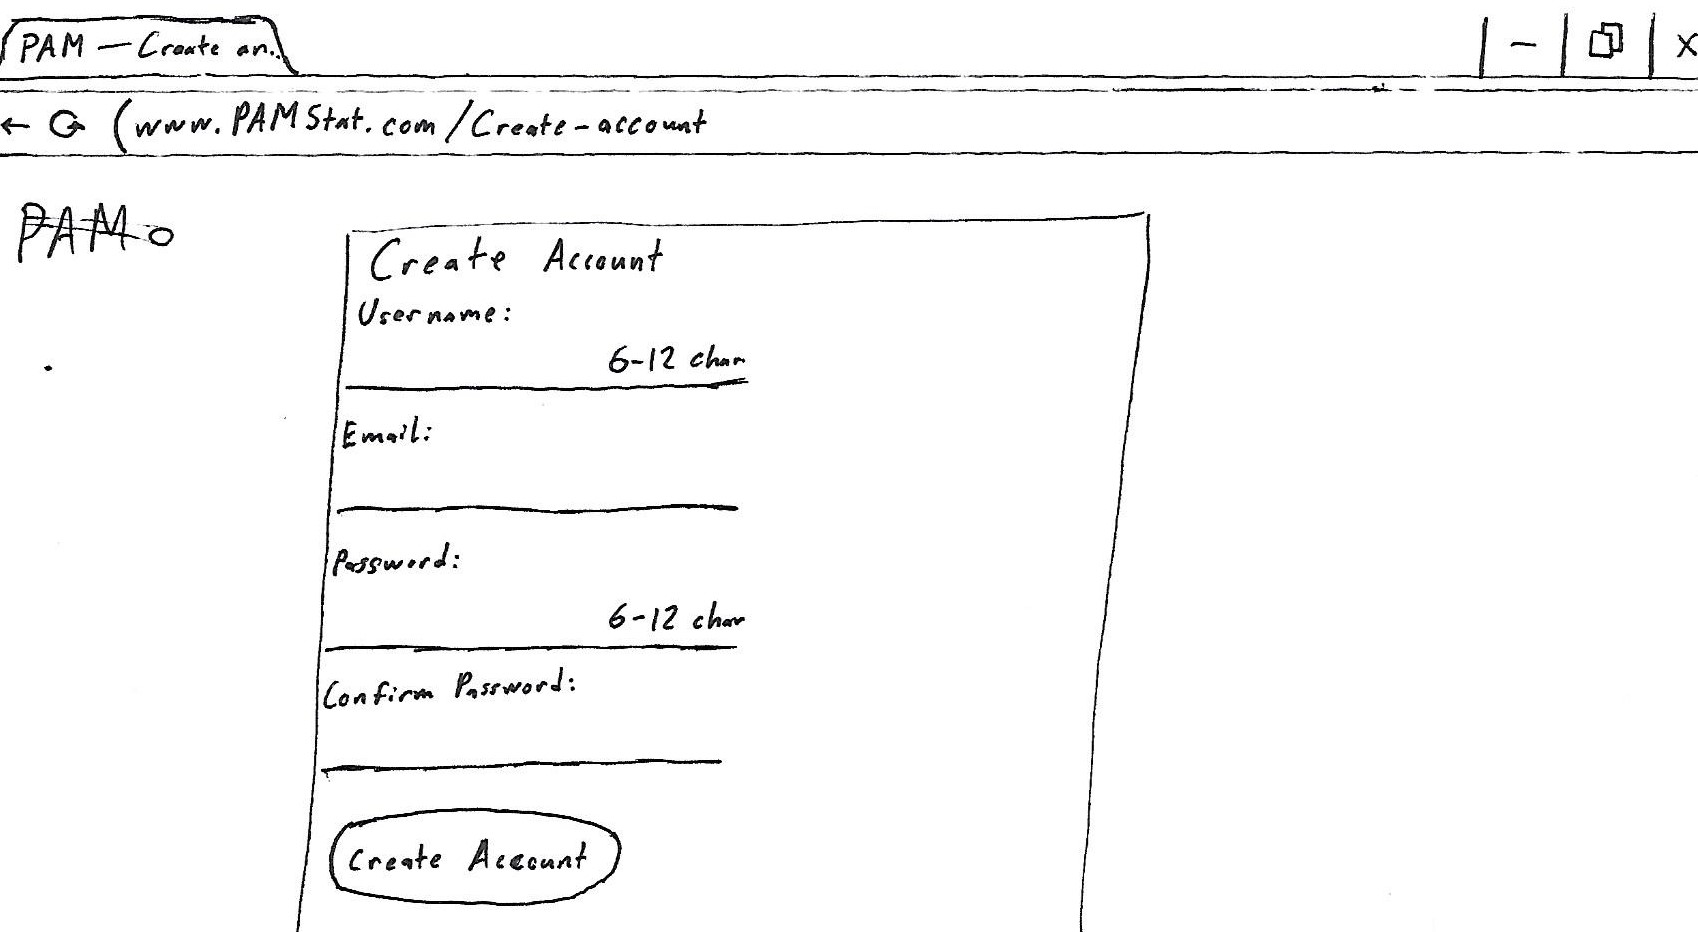 PAM — Create an..
www.PAMStat.com/Create-account
PAM
Create Account
Username:
6-12 char
Email:
Password:
6-12 char
Confirm Password:
Create Account